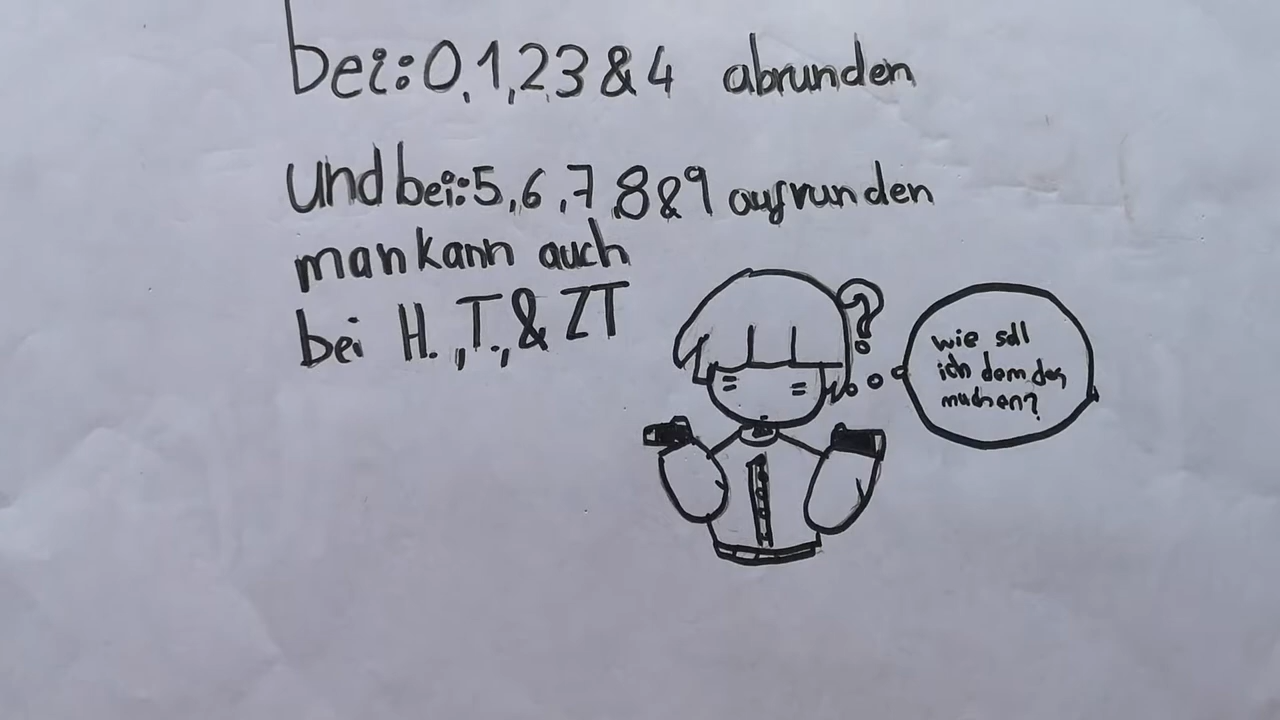 bei: 0, 1, 2, 3 & 4 abrunden
und bei: 5, 6, 7, 8 & 9 aufrunden
man kann auch
bei H., T., & ZT
?
wie soll
ich dem das
machen?